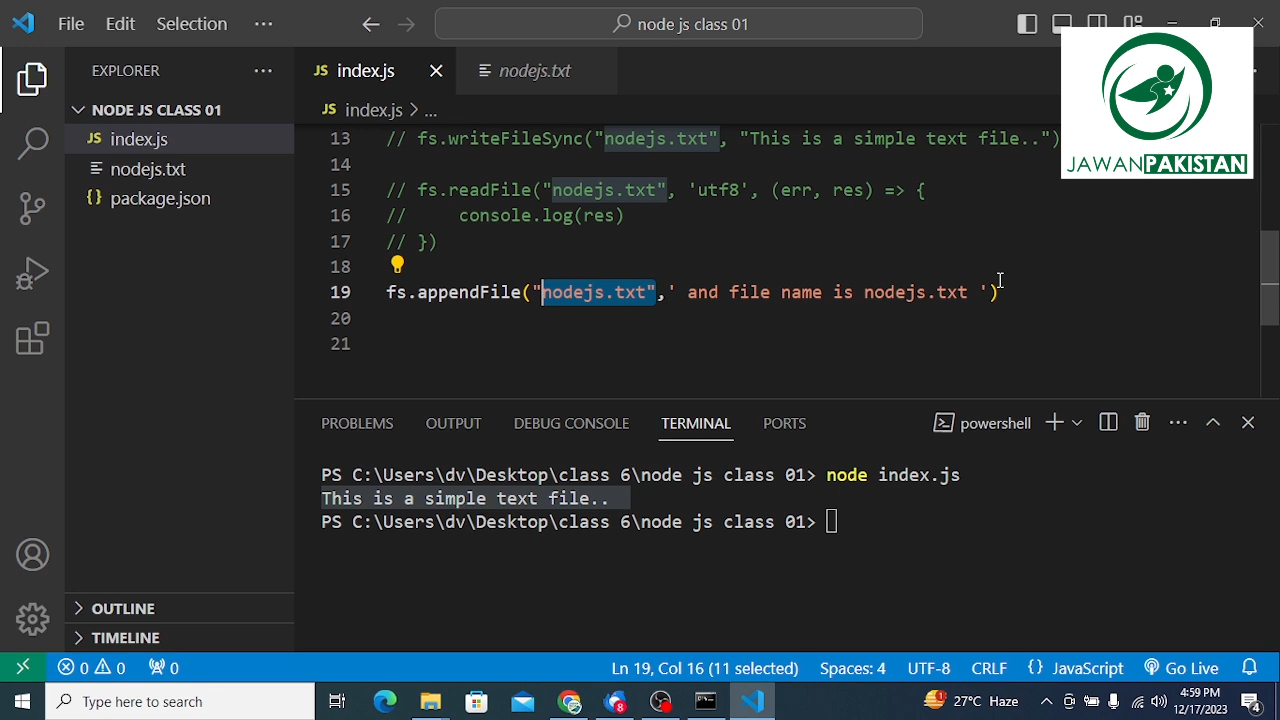 File Edit Selection ···
node js class 01
EXPLORER ···
NODE JS CLASS 01
JS index.js
nodejs.txt
{} package.json
OUTLINE
TIMELINE
JS index.js
nodejs.txt
JS index.js > ...
13 // fs.writeFileSync("nodejs.txt", "This is a simple text file..")
14
15 // fs.readFile("nodejs.txt", 'utf8', (err, res) => {
16 //     console.log(res)
17 // })
18
19 fs.appendFile("nodejs.txt",' and file name is nodejs.txt ')
20
21
JAWANPAKISTAN
PROBLEMS OUTPUT DEBUG CONSOLE TERMINAL PORTS
powershell
PS C:\Users\dv\Desktop\class 6\node js class 01> node index.js
This is a simple text file..
PS C:\Users\dv\Desktop\class 6\node js class 01>
0 0 0
Ln 19, Col 16 (11 selected) Spaces: 4 UTF-8 CRLF {} JavaScript Go Live
Type here to search
8
1
27°C Haze
4:59 PM
12/17/2023
4